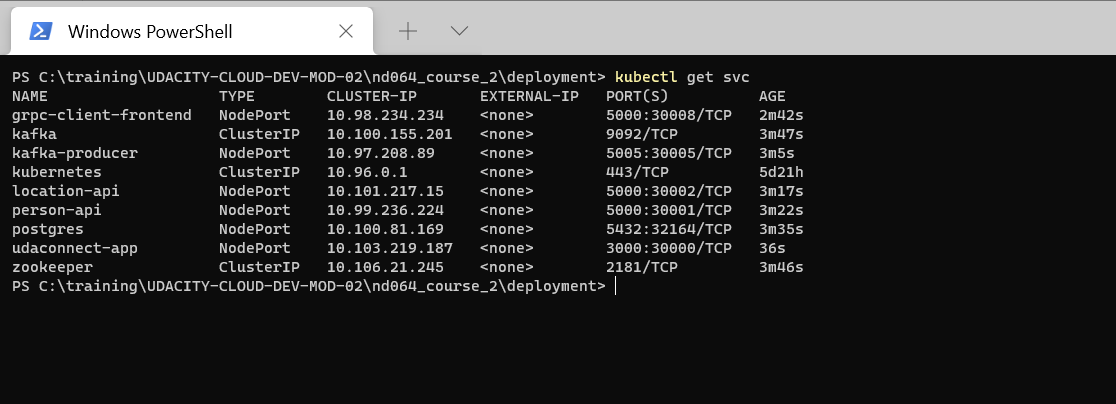 Windows PowerShell
PS C:\training\UDACITY-CLOUD-DEV-MOD-02\nd064_course_2\deployment> kubectl get svc
NAME TYPE CLUSTER-IP EXTERNAL-IP PORT(S) AGE
grpc-client-frontend NodePort 10.98.234.234 <none> 5000:30008/TCP 2m42s
kafka ClusterIP 10.100.155.201 <none> 9092/TCP 3m47s
kafka-producer NodePort 10.97.208.89 <none> 5005:30005/TCP 3m5s
kubernetes ClusterIP 10.96.0.1 <none> 443/TCP 5d21h
location-api NodePort 10.101.217.15 <none> 5000:30002/TCP 3m17s
person-api NodePort 10.99.236.224 <none> 5000:30001/TCP 3m22s
postgres NodePort 10.100.81.169 <none> 5432:32164/TCP 3m35s
udaconnect-app NodePort 10.103.219.187 <none> 3000:30000/TCP 36s
zookeeper ClusterIP 10.106.21.245 <none> 2181/TCP 3m46s
PS C:\training\UDACITY-CLOUD-DEV-MOD-02\nd064_course_2\deployment>